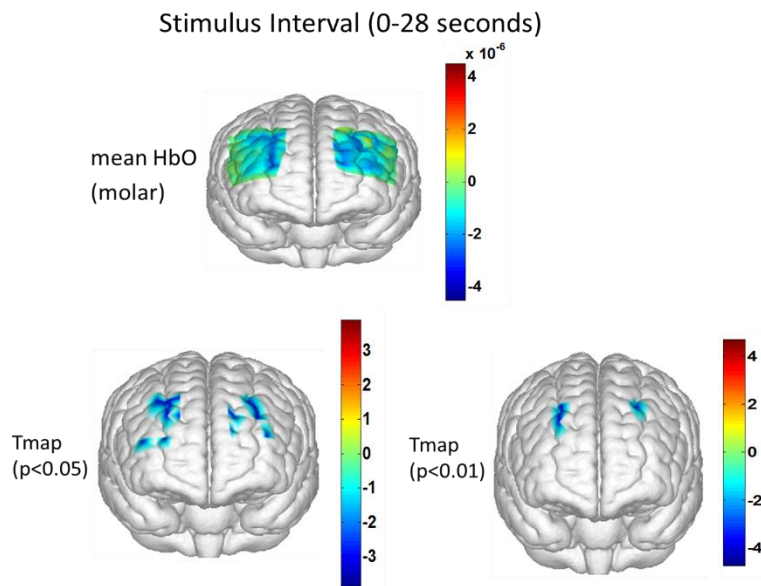 Stimulus Interval (0-28 seconds)
x 10⁻⁶
4
2
0
-2
-4
mean HbO
(molar)
3
2
1
0
-1
-2
-3
Tmap
(p<0.05)
4
2
0
-2
-4
Tmap
(p<0.01)